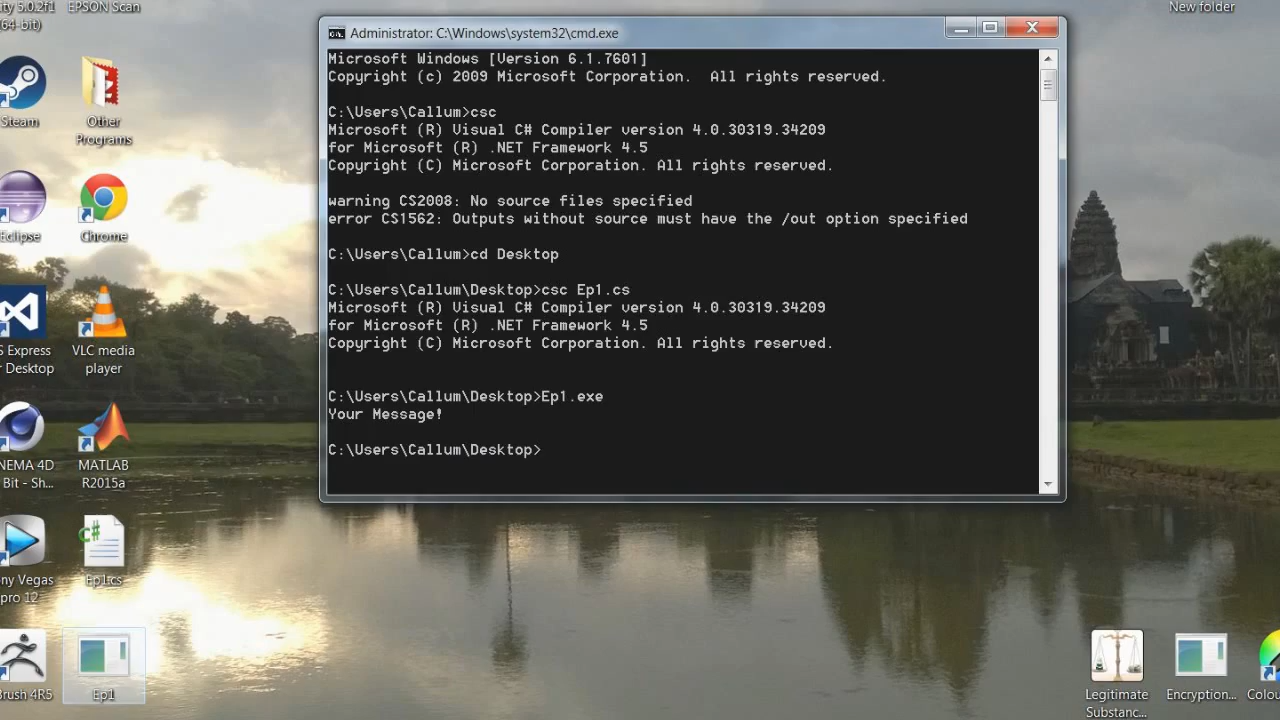 ity 5.0.2f1
(64-bit)
EPSON Scan
New folder
Steam
Other
Programs
Eclipse
Chrome
S Express
r Desktop
VLC media
player
NEMA 4D
Bit - Sh...
MATLAB
R2015a
C#
ny Vegas
pro 12
Ep1.cs
Brush 4R5
Ep1
Administrator: C:\Windows\system32\cmd.exe
Microsoft Windows [Version 6.1.7601]
Copyright (c) 2009 Microsoft Corporation.  All rights reserved.
C:\Users\Callum>csc
Microsoft (R) Visual C# Compiler version 4.0.30319.34209
for Microsoft (R) .NET Framework 4.5
Copyright (C) Microsoft Corporation. All rights reserved.
warning CS2008: No source files specified
error CS1562: Outputs without source must have the /out option specified
C:\Users\Callum>cd Desktop
C:\Users\Callum\Desktop>csc Ep1.cs
Microsoft (R) Visual C# Compiler version 4.0.30319.34209
for Microsoft (R) .NET Framework 4.5
Copyright (C) Microsoft Corporation. All rights reserved.
C:\Users\Callum\Desktop>Ep1.exe
Your Message!
C:\Users\Callum\Desktop>
Legitimate
Substanc...
Encryption...
Colou